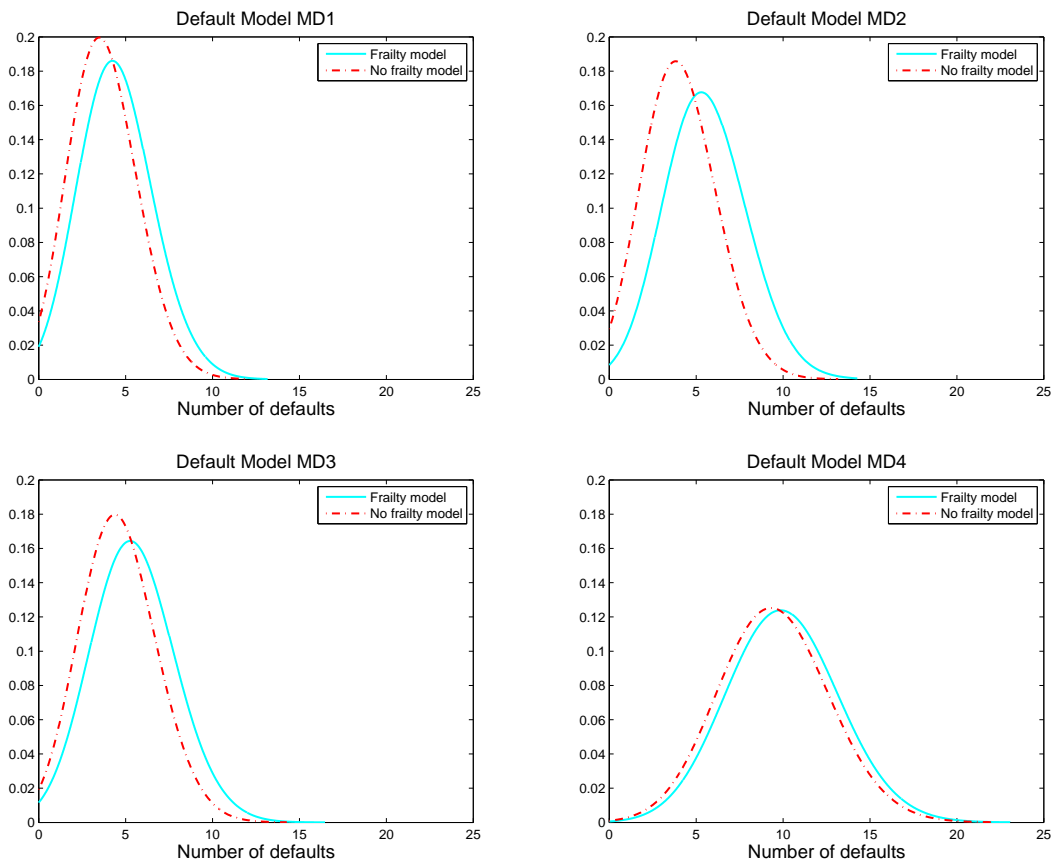 Default Model MD1
0.2
0.18
0.16
0.14
0.12
0.1
0.08
0.06
0.04
0.02
0
Frailty model
No frailty model
0 5 10 15 20 25
Number of defaults
Default Model MD2
0.2
0.18
0.16
0.14
0.12
0.1
0.08
0.06
0.04
0.02
0
Frailty model
No frailty model
0 5 10 15 20 25
Number of defaults
Default Model MD3
0.2
0.18
0.16
0.14
0.12
0.1
0.08
0.06
0.04
0.02
0
Frailty model
No frailty model
0 5 10 15 20 25
Number of defaults
Default Model MD4
0.2
0.18
0.16
0.14
0.12
0.1
0.08
0.06
0.04
0.02
0
Frailty model
No frailty model
0 5 10 15 20 25
Number of defaults